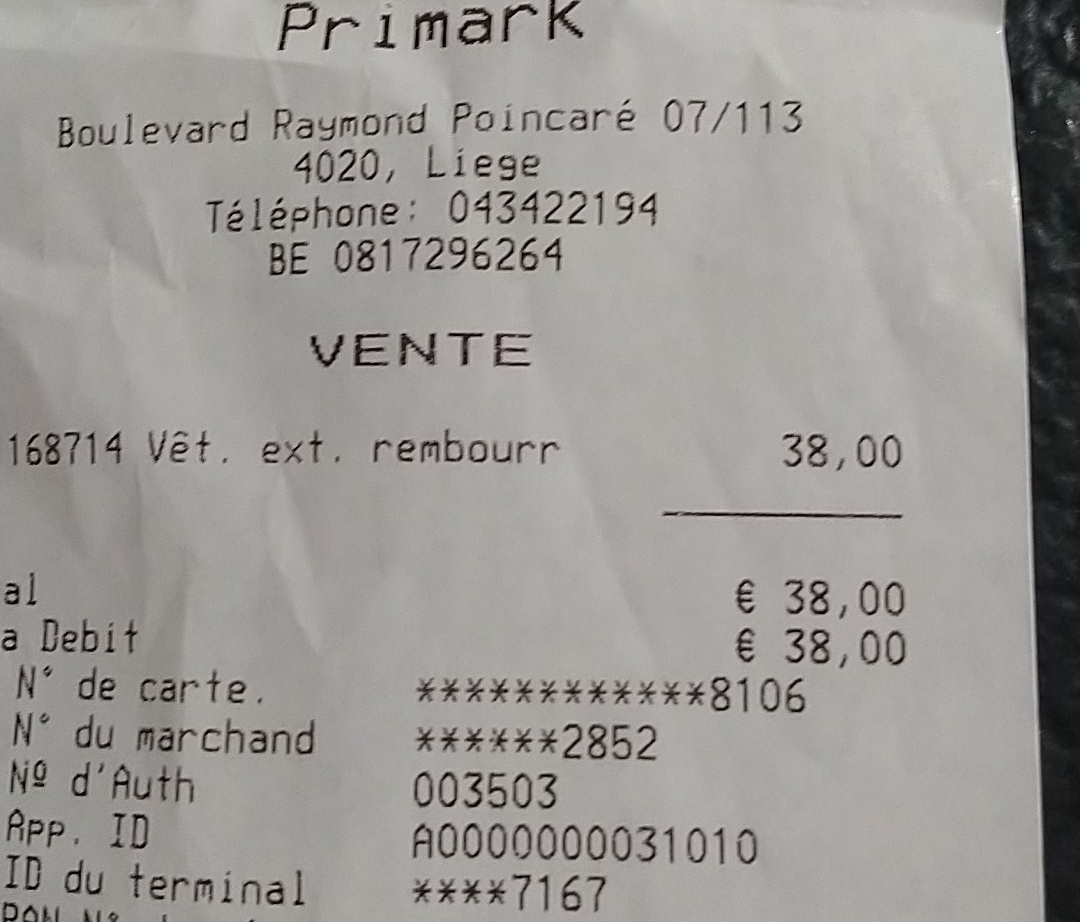 Primark
Boulevard Raymond Poincaré 07/113
4020, Liege
Téléphone: 043422194
BE 0817296264
VENTE
168714 Vêt. ext. rembourr 38,00
al € 38,00
a Debit € 38,00
N° de carte. ************8106
N° du marchand ******2852
Nº d'Auth 003503
App. ID A0000000031010
ID du terminal ****7167